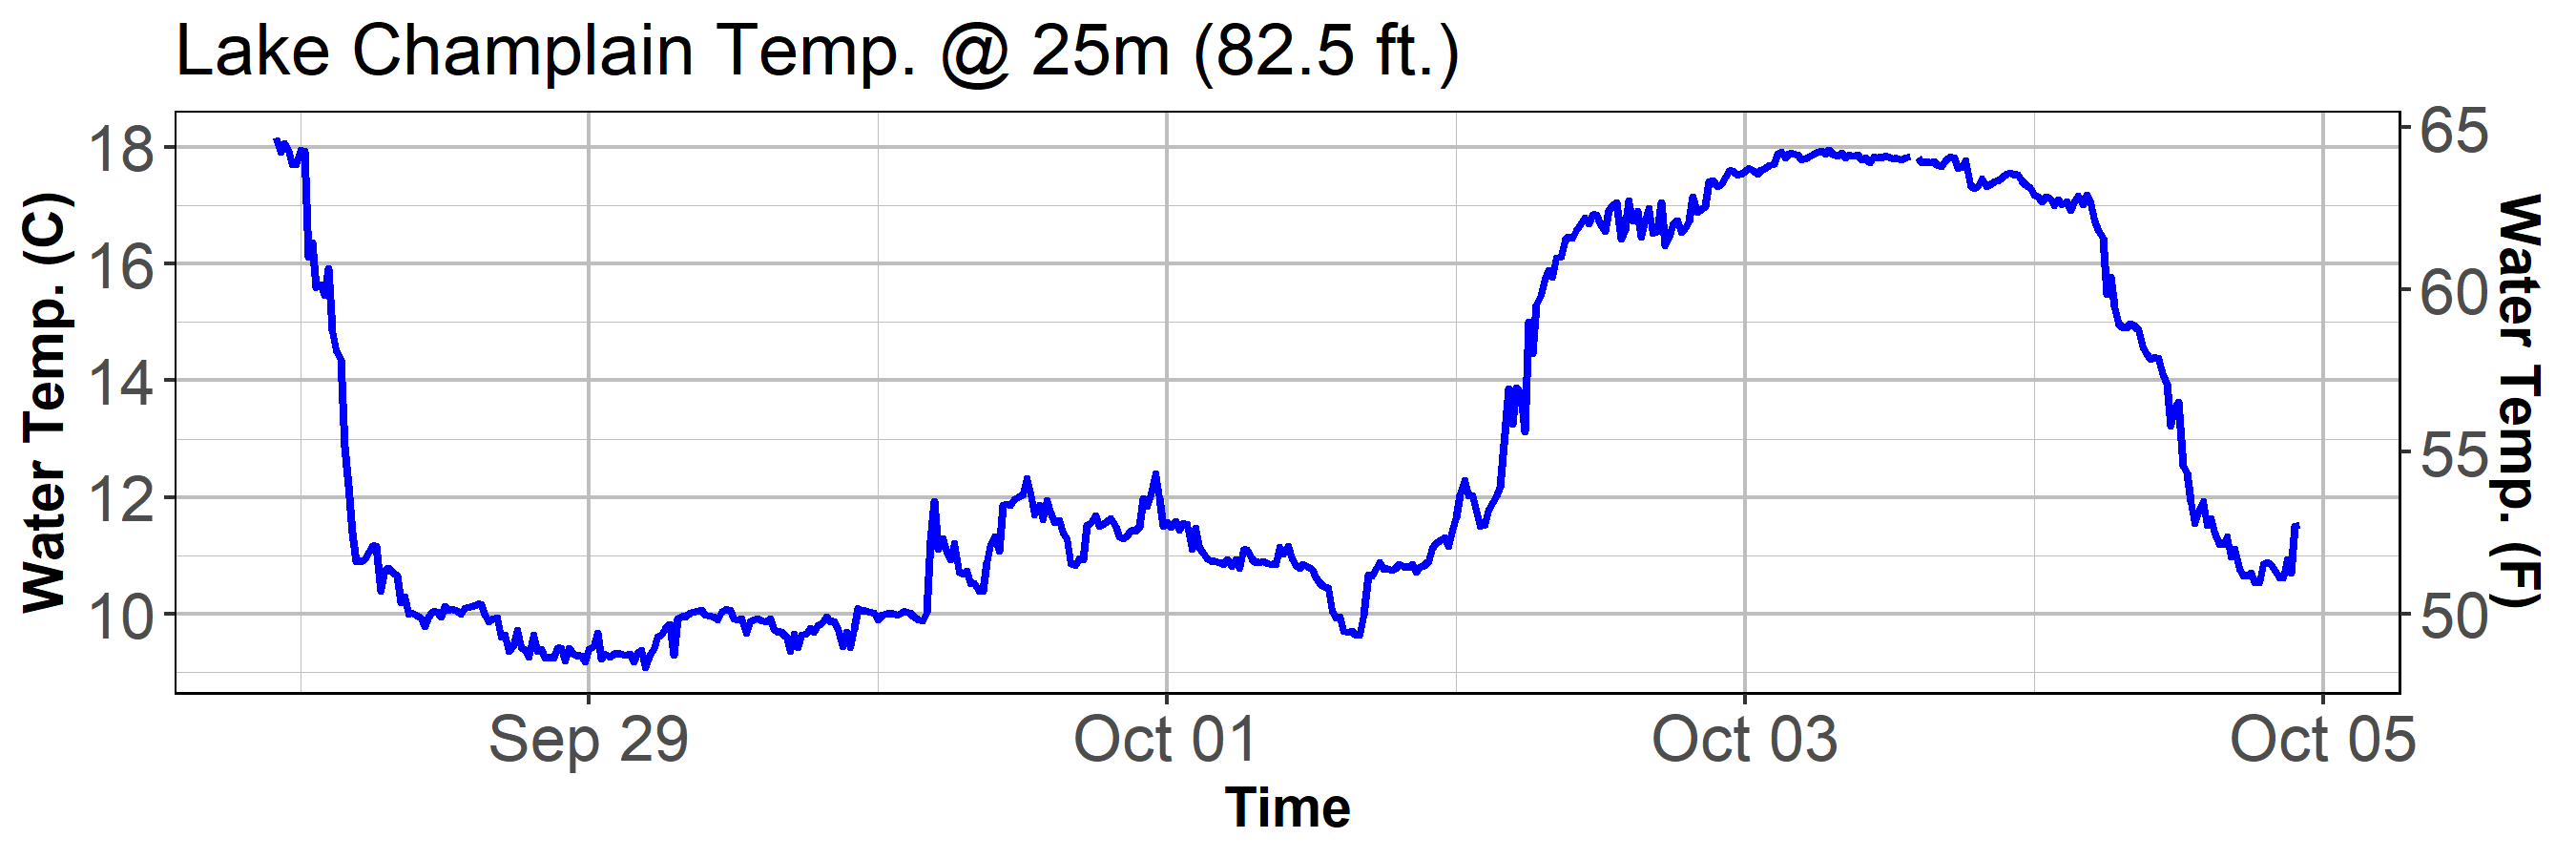 Lake Champlain Temp. @ 25m (82.5 ft.)
Water Temp. (C)
18
16
14
12
10
65
60
55
50
Water Temp. (F)
Sep 29
Oct 01
Oct 03
Oct 05
Time